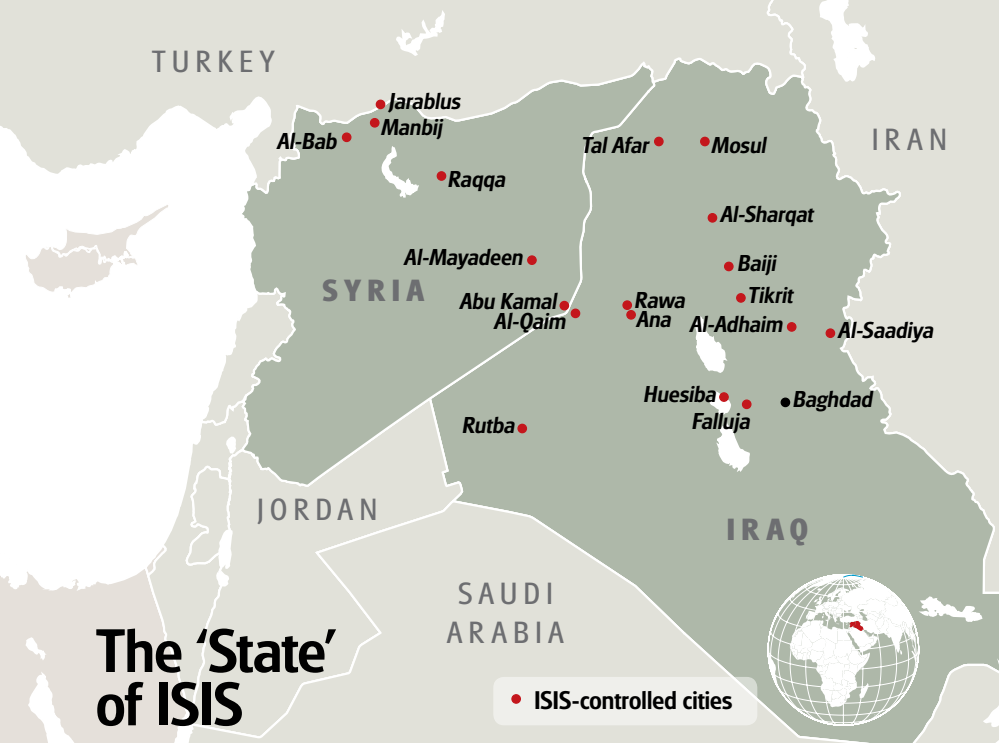 TURKEY
Jarablus
Manbij
Al-Bab
Raqqa
Tal Afar
Mosul
IRAN
Al-Sharqat
Al-Mayadeen
Baiji
SYRIA
Tikrit
Abu Kamal
Al-Qaim
Rawa
Ana
Al-Adhaim
Al-Saadiya
Huesiba
Falluja
Baghdad
Rutba
JORDAN
IRAQ
SAUDI
ARABIA
The ‘State’
of ISIS
ISIS-controlled cities